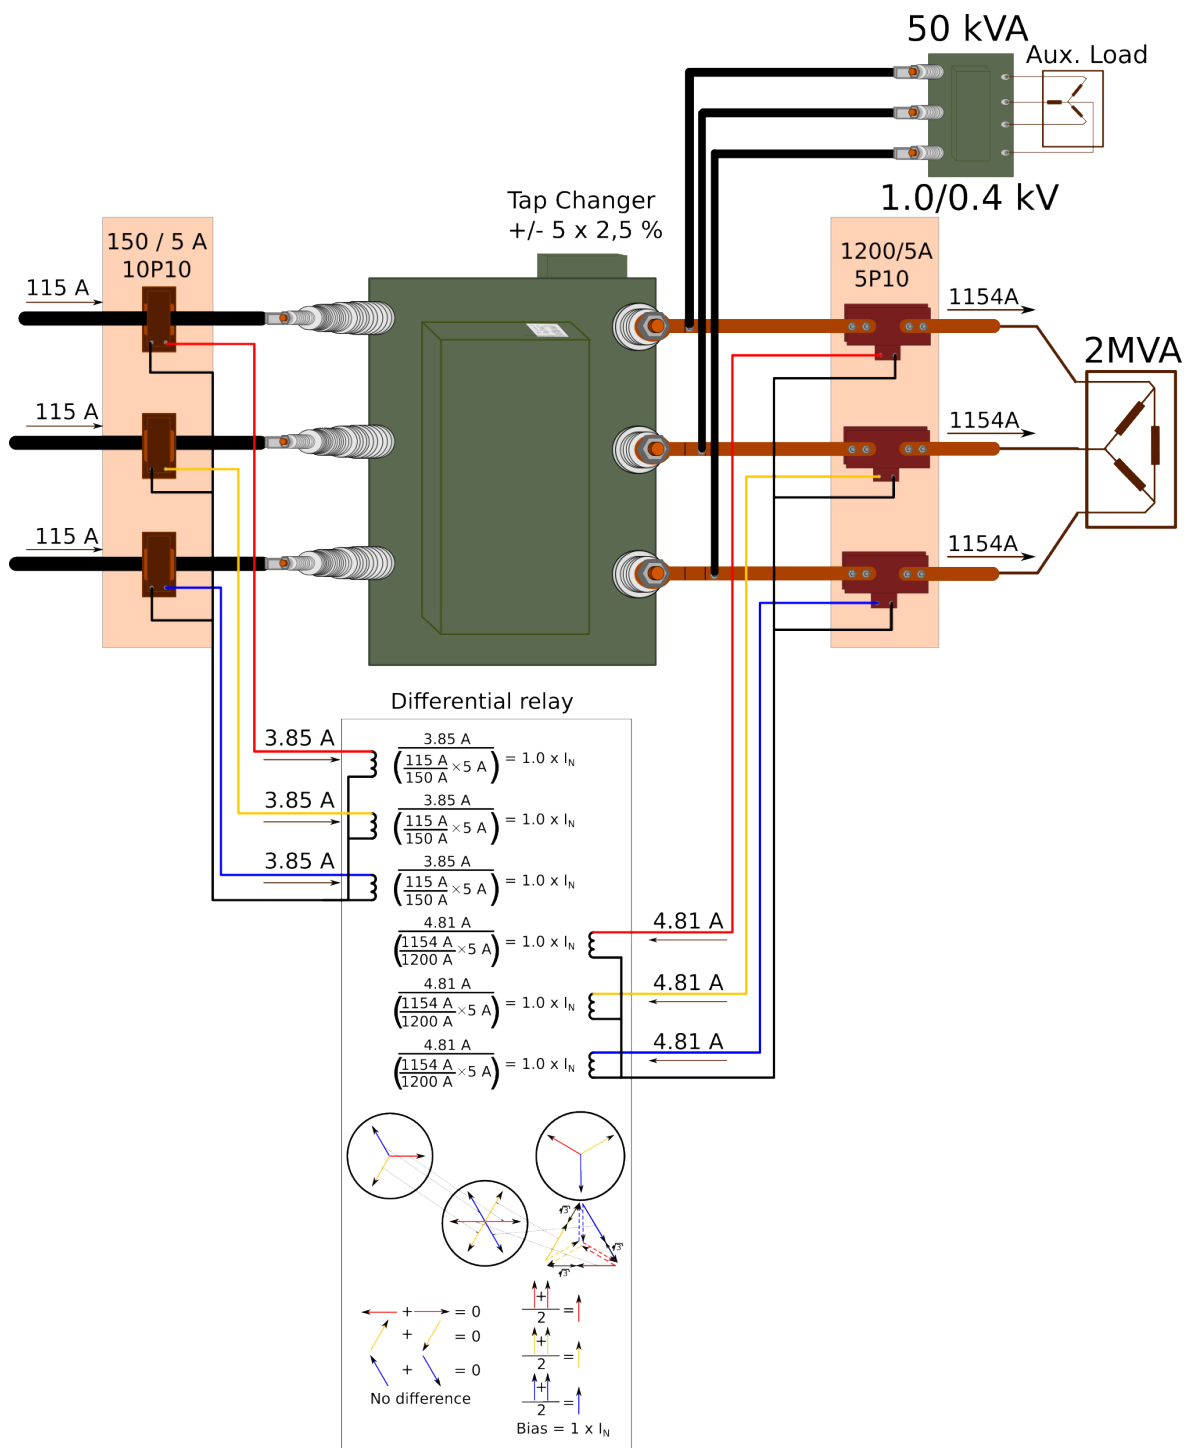 50 kVA
Aux. Load
1.0/0.4 kV
Tap Changer
+/- 5 x 2,5 %
150 / 5 A
10P10
115 A
115 A
115 A
1200/5A
5P10
1154A
1154A
1154A
2MVA
Differential relay
3.85 A
3.85 A
3.85 A
3.85 A
(115 A
150 A ×5 A) = 1.0 x IN
3.85 A
(115 A
150 A ×5 A) = 1.0 x IN
3.85 A
(115 A
150 A ×5 A) = 1.0 x IN
4.81 A
(1154 A
1200 A ×5 A) = 1.0 x IN
4.81 A
(1154 A
1200 A ×5 A) = 1.0 x IN
4.81 A
(1154 A
1200 A ×5 A) = 1.0 x IN
4.81 A
4.81 A
4.81 A
√3
√3
√3
+ = 0
+ = 0
+ = 0
No difference
+
2 =
+
2 =
+
2 =
Bias = 1 x IN